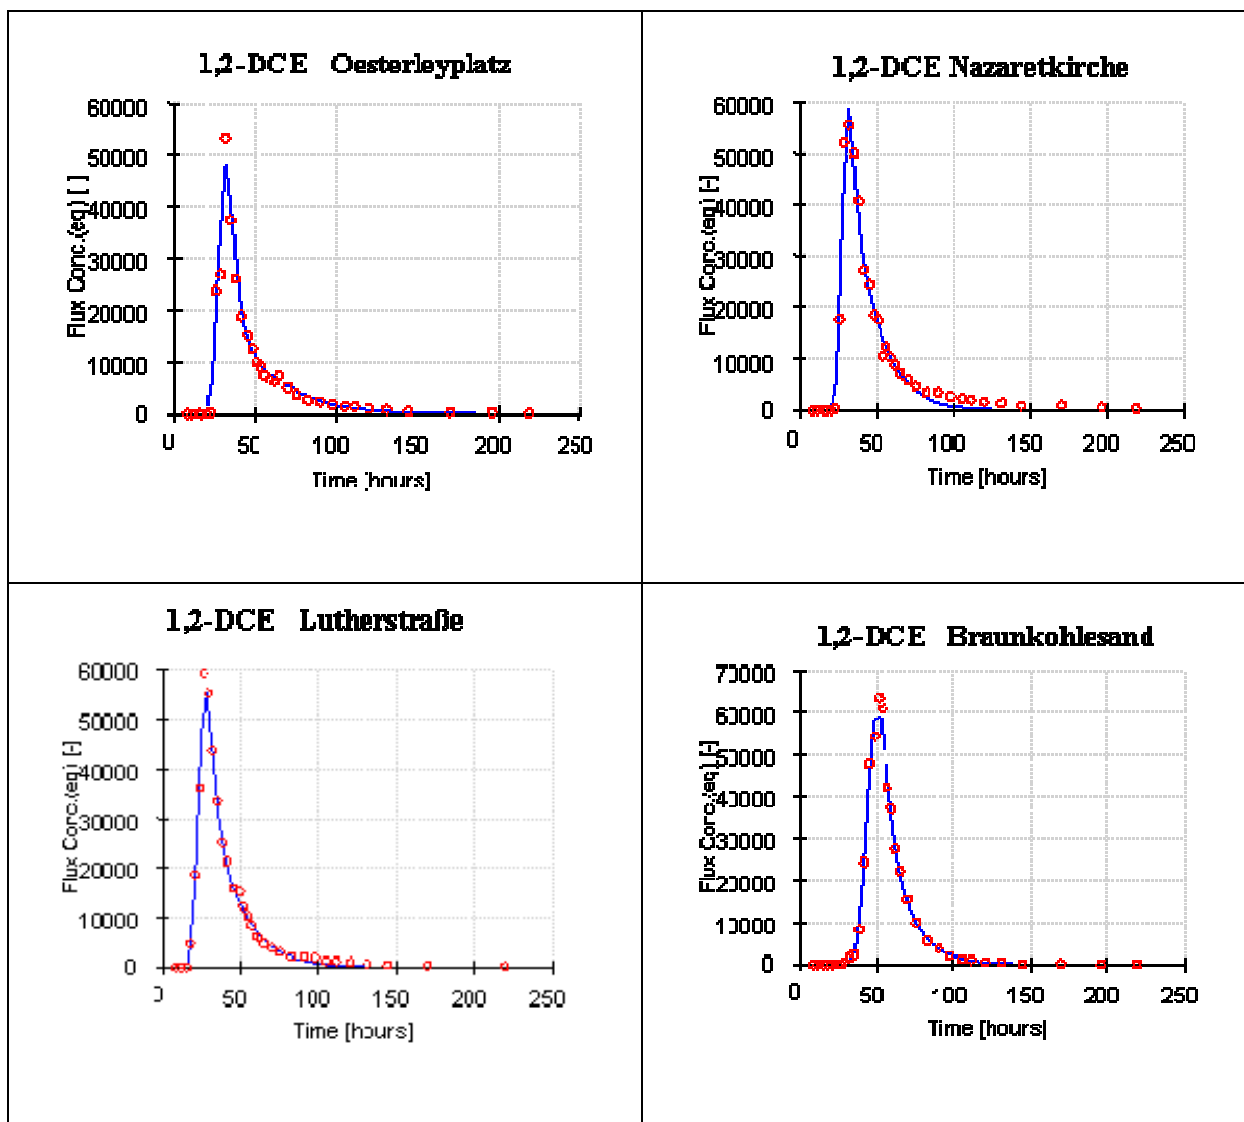 1,2-DCE Oesterleyplatz
60000
50000
40000
30000
20000
10000
0
Flux Conc.(eq) [ ]
0 50 100 150 200 250
Time [hours]
1,2-DCE Nazaretkirche
60000
50000
40000
30000
20000
10000
0
Flux Conc.(eq) [-]
0 50 100 150 200 250
Time [hours]
1,2-DCE Lutherstraße
60000
50000
40000
30000
20000
10000
0
Flux Conc.(eq) [-]
0 50 100 150 200 250
Time [hours]
1,2-DCE Braunkohlesand
70000
60000
50000
40000
30000
20000
10000
0
Flux Conc.(eq) [-]
0 50 100 150 200 250
Time [hours]